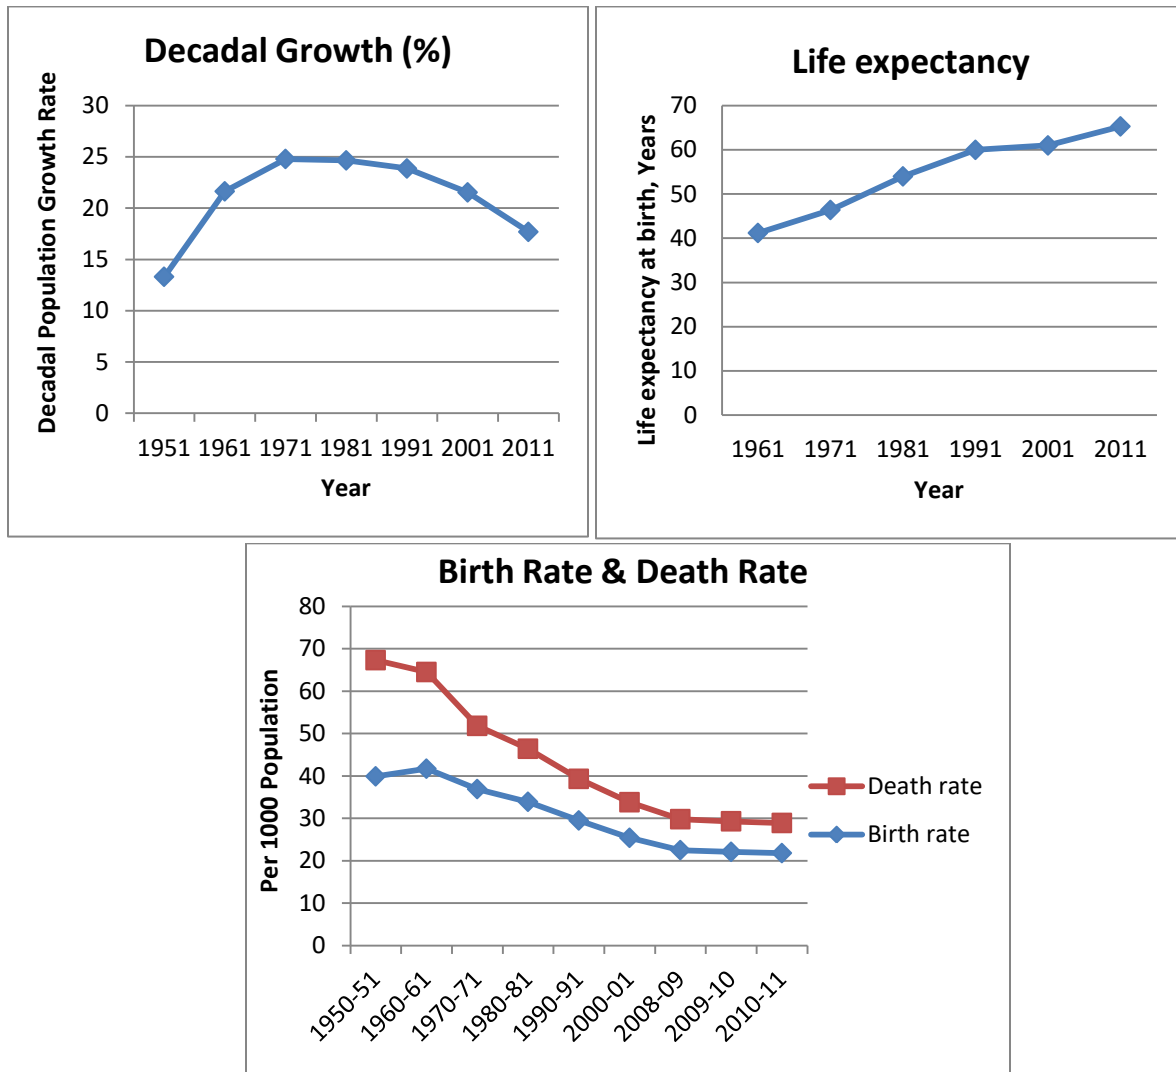 Decadal Growth (%)
Decadal Population Growth Rate
30
25
20
15
10
5
0
1951 1961 1971 1981 1991 2001 2011
Year
Life expectancy
Life expectancy at birth, Years
70
60
50
40
30
20
10
0
1961 1971 1981 1991 2001 2011
Year
Birth Rate & Death Rate
Per 1000 Population
80
70
60
50
40
30
20
10
0
1950-51
1960-61
1970-71
1980-81
1990-91
2000-01
2008-09
2009-10
2010-11
Death rate
Birth rate